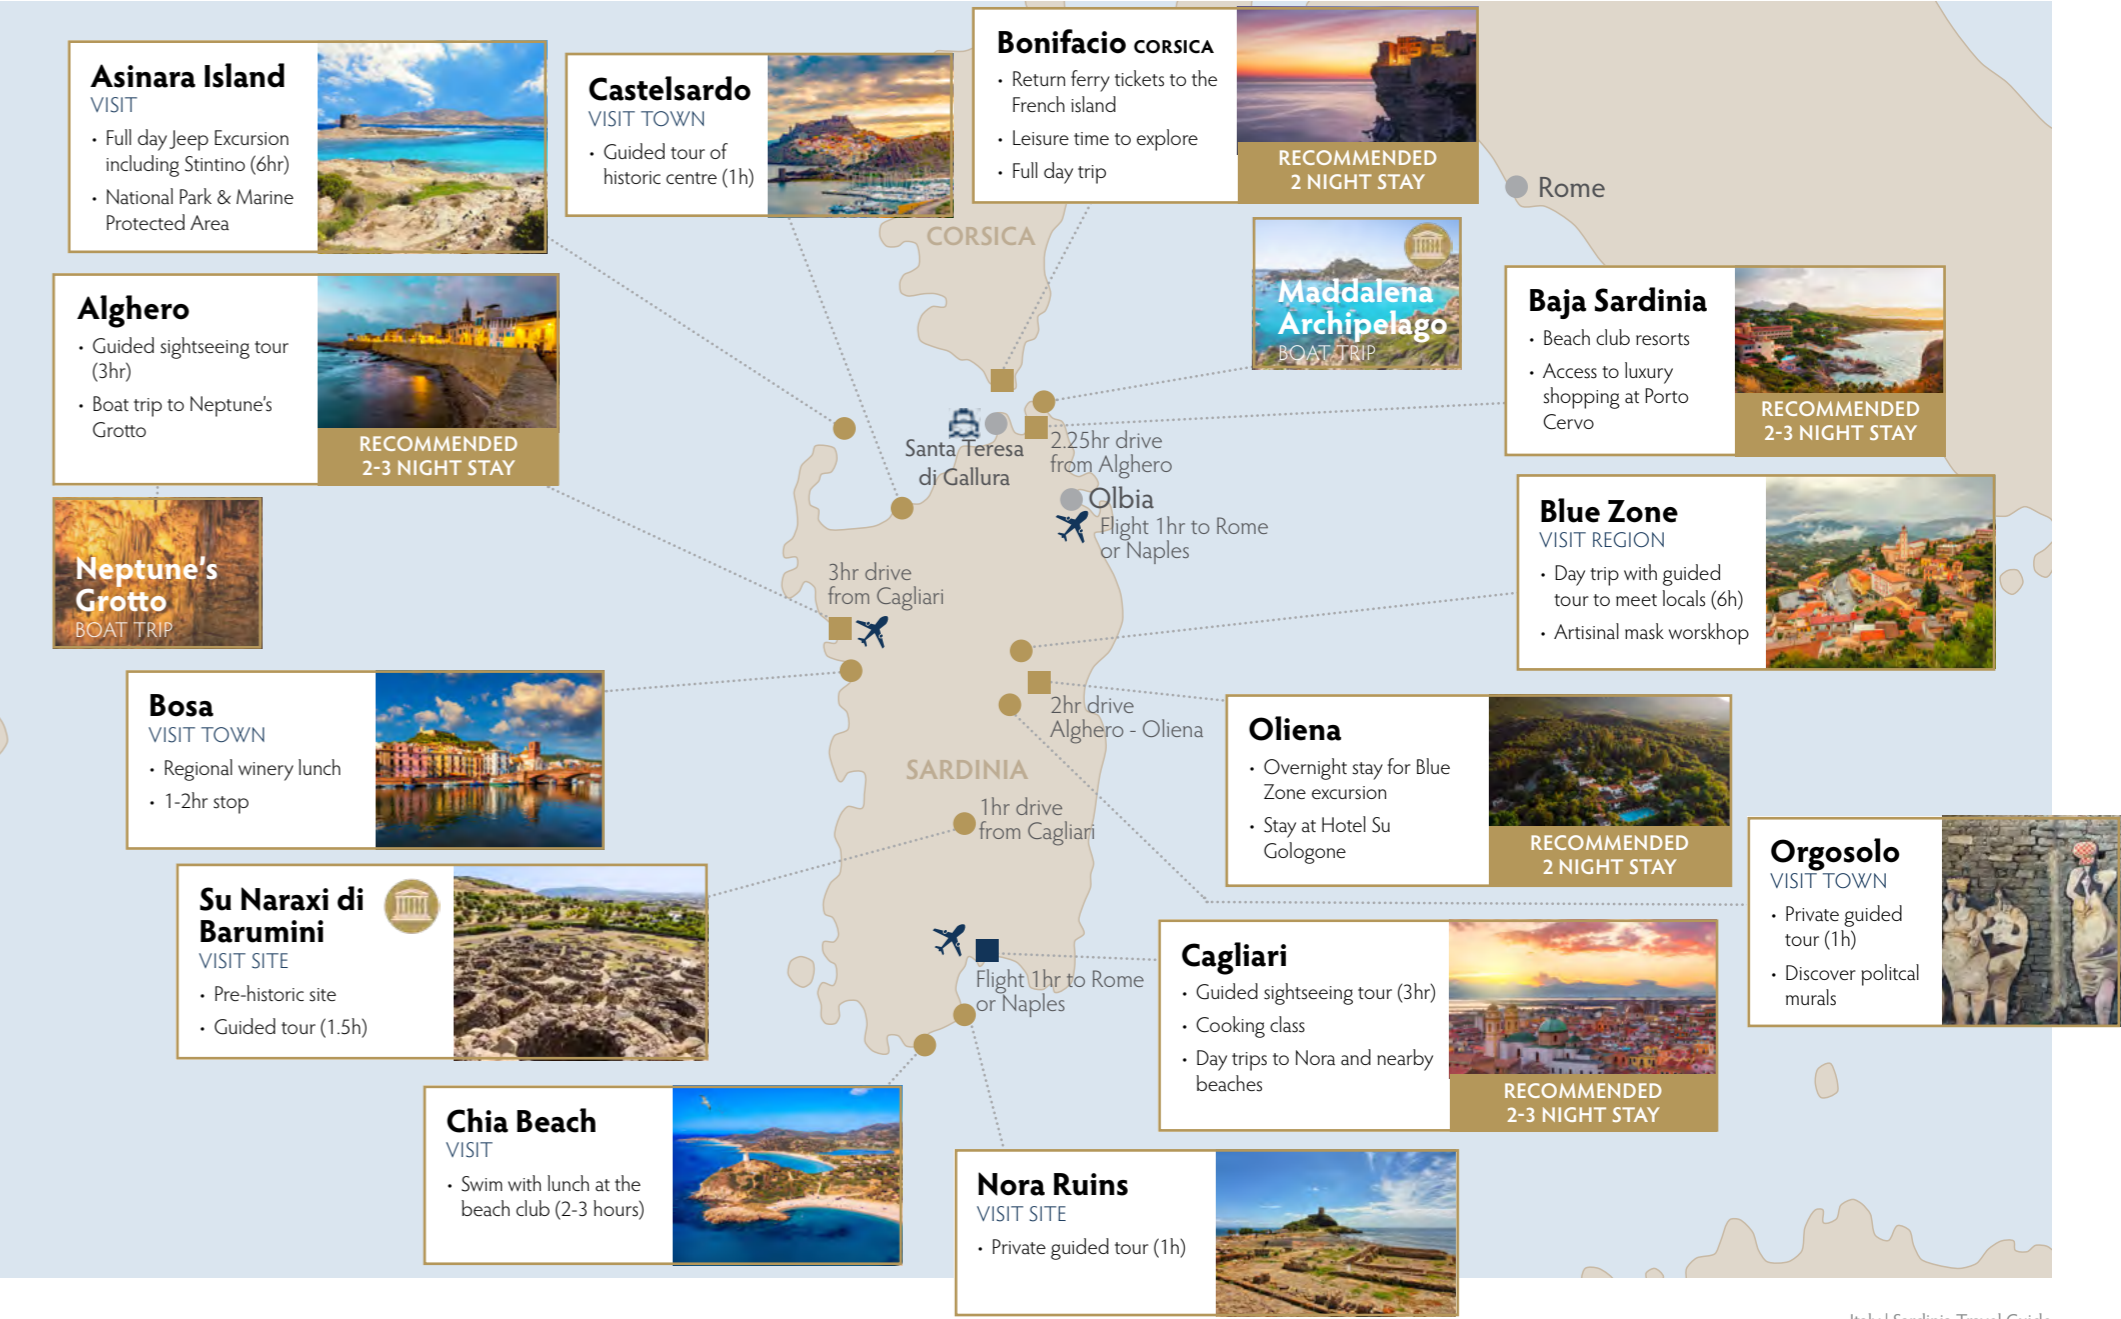 Asinara Island
VISIT
• Full day Jeep Excursion
including Stintino (6hr)
• National Park & Marine
Protected Area
Castelsardo
VISIT TOWN
• Guided tour of
historic centre (1h)
Bonifacio CORSICA
• Return ferry tickets to the
French island
• Leisure time to explore
• Full day trip
RECOMMENDED
2 NIGHT STAY
Rome
CORSICA
Maddalena
Archipelago
BOAT TRIP
Alghero
• Guided sightseeing tour
(3hr)
• Boat trip to Neptune's
Grotto
RECOMMENDED
2-3 NIGHT STAY
Baja Sardinia
• Beach club resorts
• Access to luxury
shopping at Porto
Cervo
RECOMMENDED
2-3 NIGHT STAY
Santa Teresa
di Gallura
2.25hr drive
from Alghero
Olbia
Flight 1hr to Rome
or Naples
Neptune's
Grotto
BOAT TRIP
Blue Zone
VISIT REGION
• Day trip with guided
tour to meet locals (6h)
• Artisinal mask worskhop
3hr drive
from Cagliari
Bosa
VISIT TOWN
• Regional winery lunch
• 1-2hr stop
2hr drive
Alghero - Oliena
Oliena
• Overnight stay for Blue
Zone excursion
• Stay at Hotel Su
Gologone
RECOMMENDED
2 NIGHT STAY
SARDINIA
1hr drive
from Cagliari
Orgosolo
VISIT TOWN
• Private guided
tour (1h)
• Discover politcal
murals
Su Naraxi di
Barumini
VISIT SITE
• Pre-historic site
• Guided tour (1.5h)
Flight 1hr to Rome
or Naples
Cagliari
• Guided sightseeing tour (3hr)
• Cooking class
• Day trips to Nora and nearby
beaches
RECOMMENDED
2-3 NIGHT STAY
Chia Beach
VISIT
• Swim with lunch at the
beach club (2-3 hours)
Nora Ruins
VISIT SITE
• Private guided tour (1h)
Italy | Sardinia Travel Guide